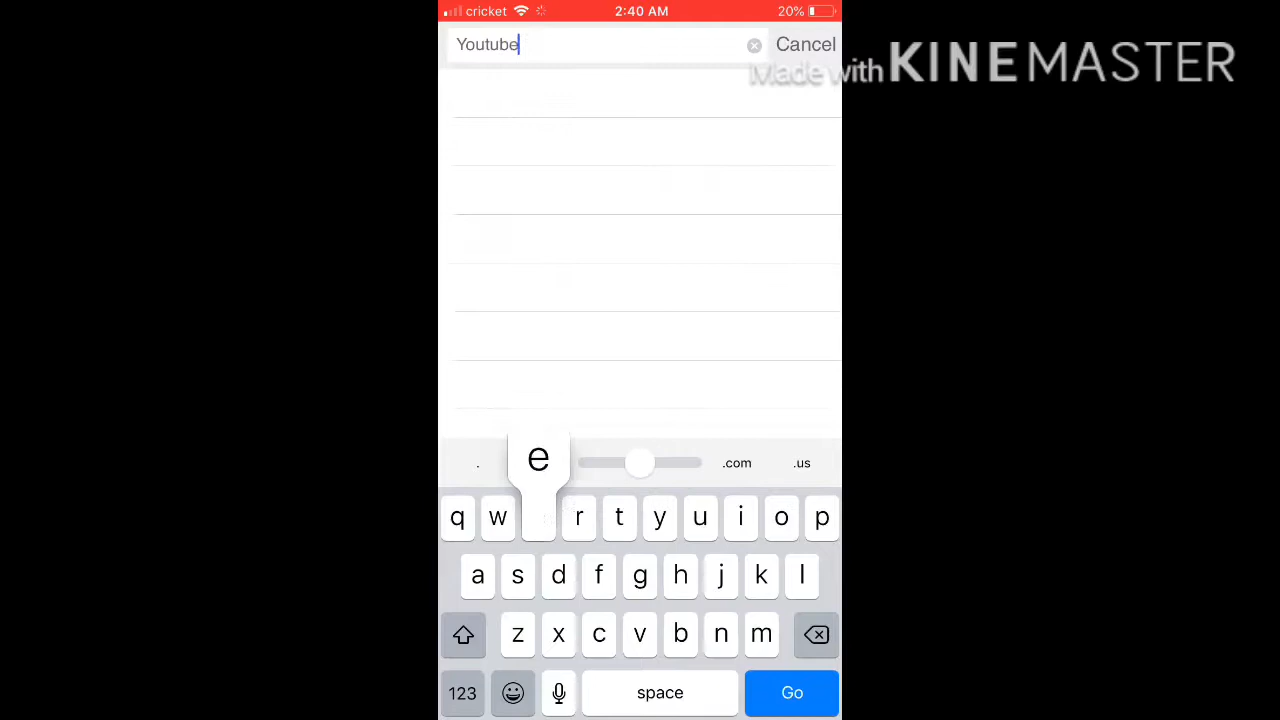 cricket 2:40 AM 20%
Youtube Cancel
Made with KINEMASTER
. e .com .us
q w r t y u i o p
a s d f g h j k l
z x c v b n m
123 space Go